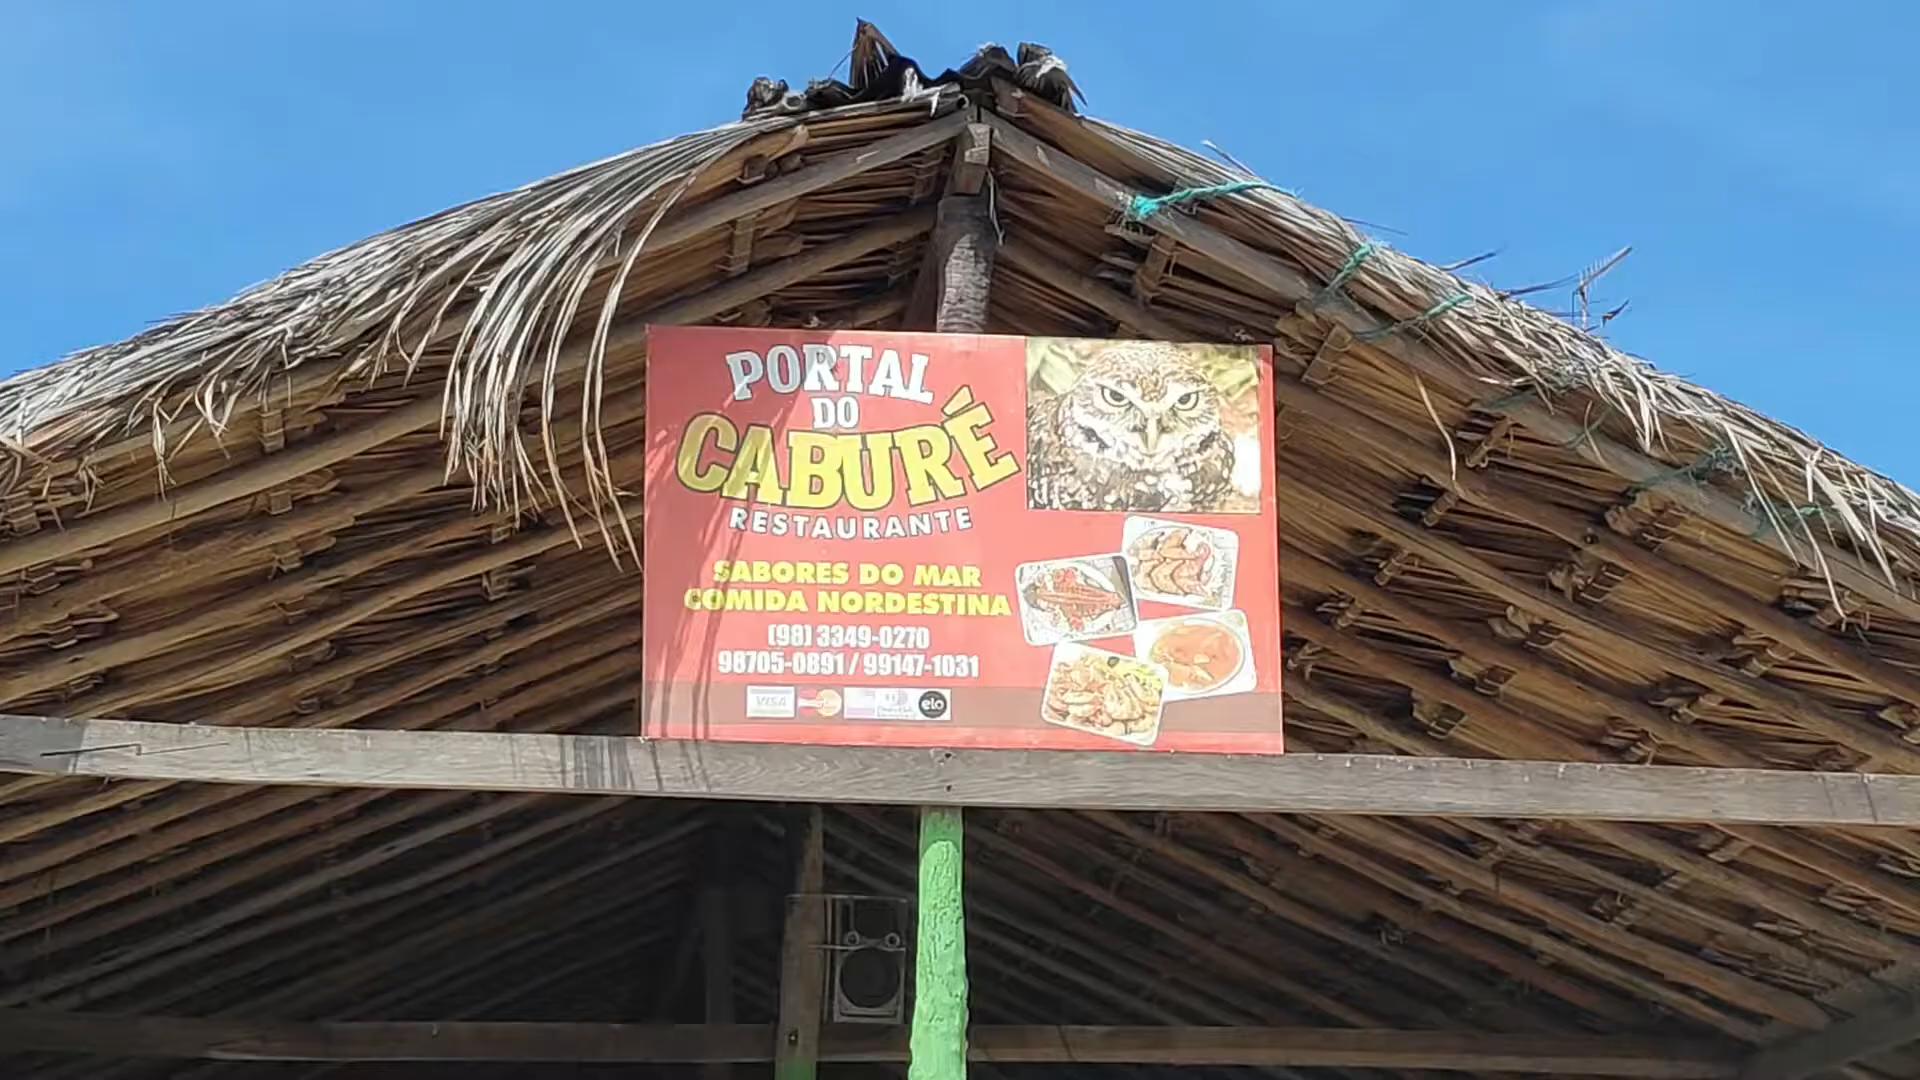 PORTAL
DO
CABURÉ
RESTAURANTE
SABORES DO MAR
COMIDA NORDESTINA
(98) 3349-0270
98705-0891 / 99147-1031
VISA
elo